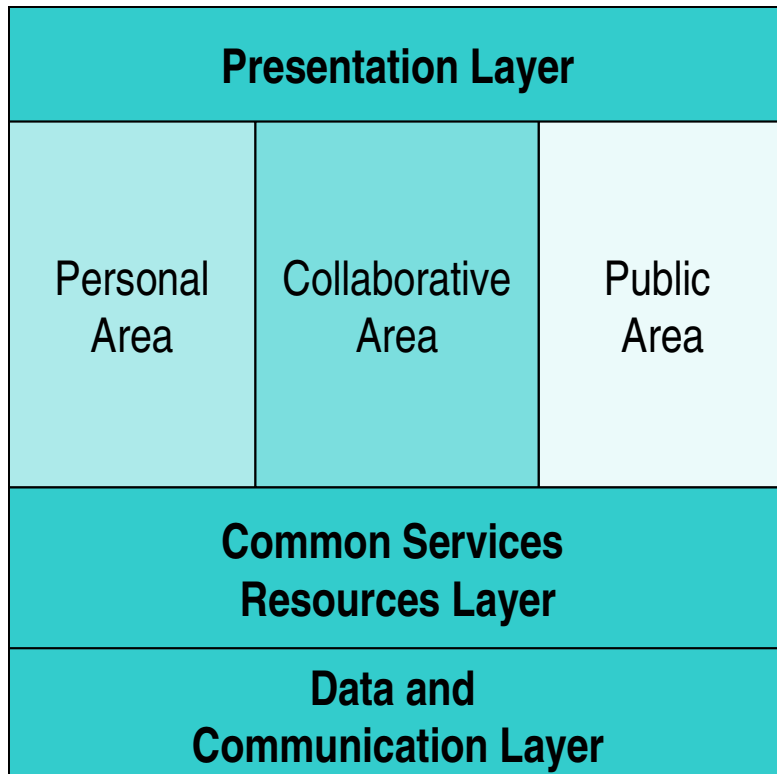 Presentation Layer
Personal
Area
Collaborative
Area
Public
Area
Common Services
Resources Layer
Data and
Communication Layer